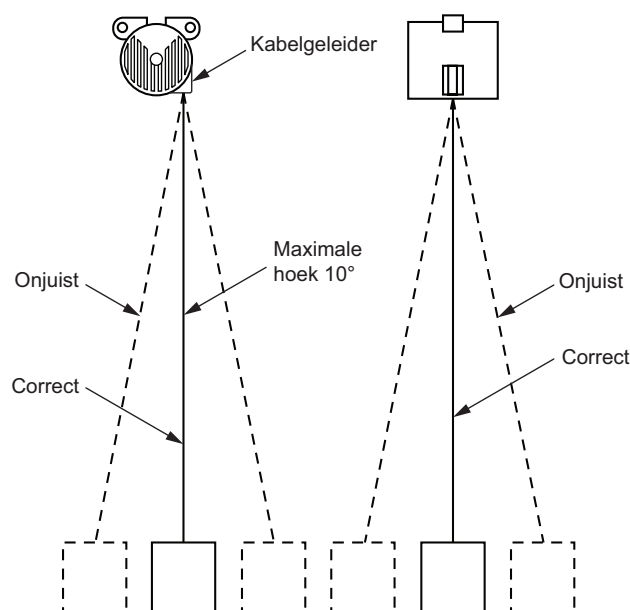 Kabelgeleider
Maximale
hoek 10°
Onjuist
Correct
Onjuist
Correct